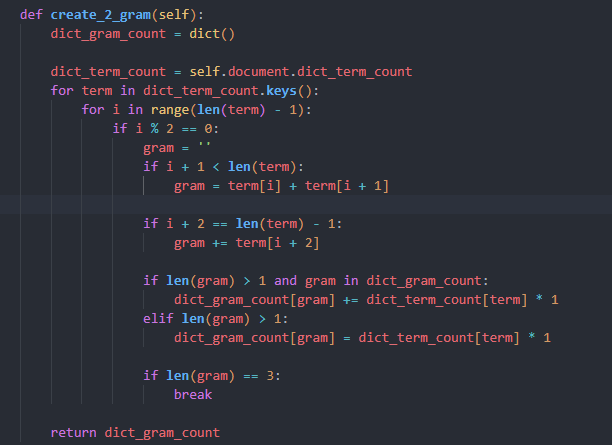 def create_2_gram(self):
    dict_gram_count = dict()

    dict_term_count = self.document.dict_term_count
    for term in dict_term_count.keys():
        for i in range(len(term) - 1):
            if i % 2 == 0:
                gram = ''
                if i + 1 < len(term):
                    gram = term[i] + term[i + 1]

                if i + 2 == len(term) - 1:
                    gram += term[i + 2]

                if len(gram) > 1 and gram in dict_gram_count:
                    dict_gram_count[gram] += dict_term_count[term] * 1
                elif len(gram) > 1:
                    dict_gram_count[gram] = dict_term_count[term] * 1

                if len(gram) == 3:
                    break

    return dict_gram_count